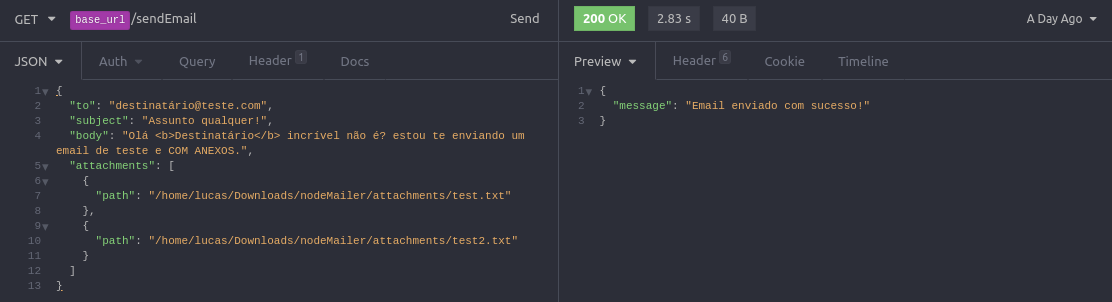 GET base_url/sendEmail Send
JSON Auth Query Header 1 Docs
1 {
2 "to": "destinatário@teste.com",
3 "subject": "Assunto qualquer!",
4 "body": "Olá <b>Destinatário</b> incrível não é? estou te enviando um
email de teste e COM ANEXOS.",
5 "attachments": [
6 {
7 "path": "/home/lucas/Downloads/nodeMailer/attachments/test.txt"
8 },
9 {
10 "path": "/home/lucas/Downloads/nodeMailer/attachments/test2.txt"
11 }
12 ]
13 }
200 OK 2.83 s 40 B A Day Ago
Preview Header 6 Cookie Timeline
1 {
2 "message": "Email enviado com sucesso!"
3 }